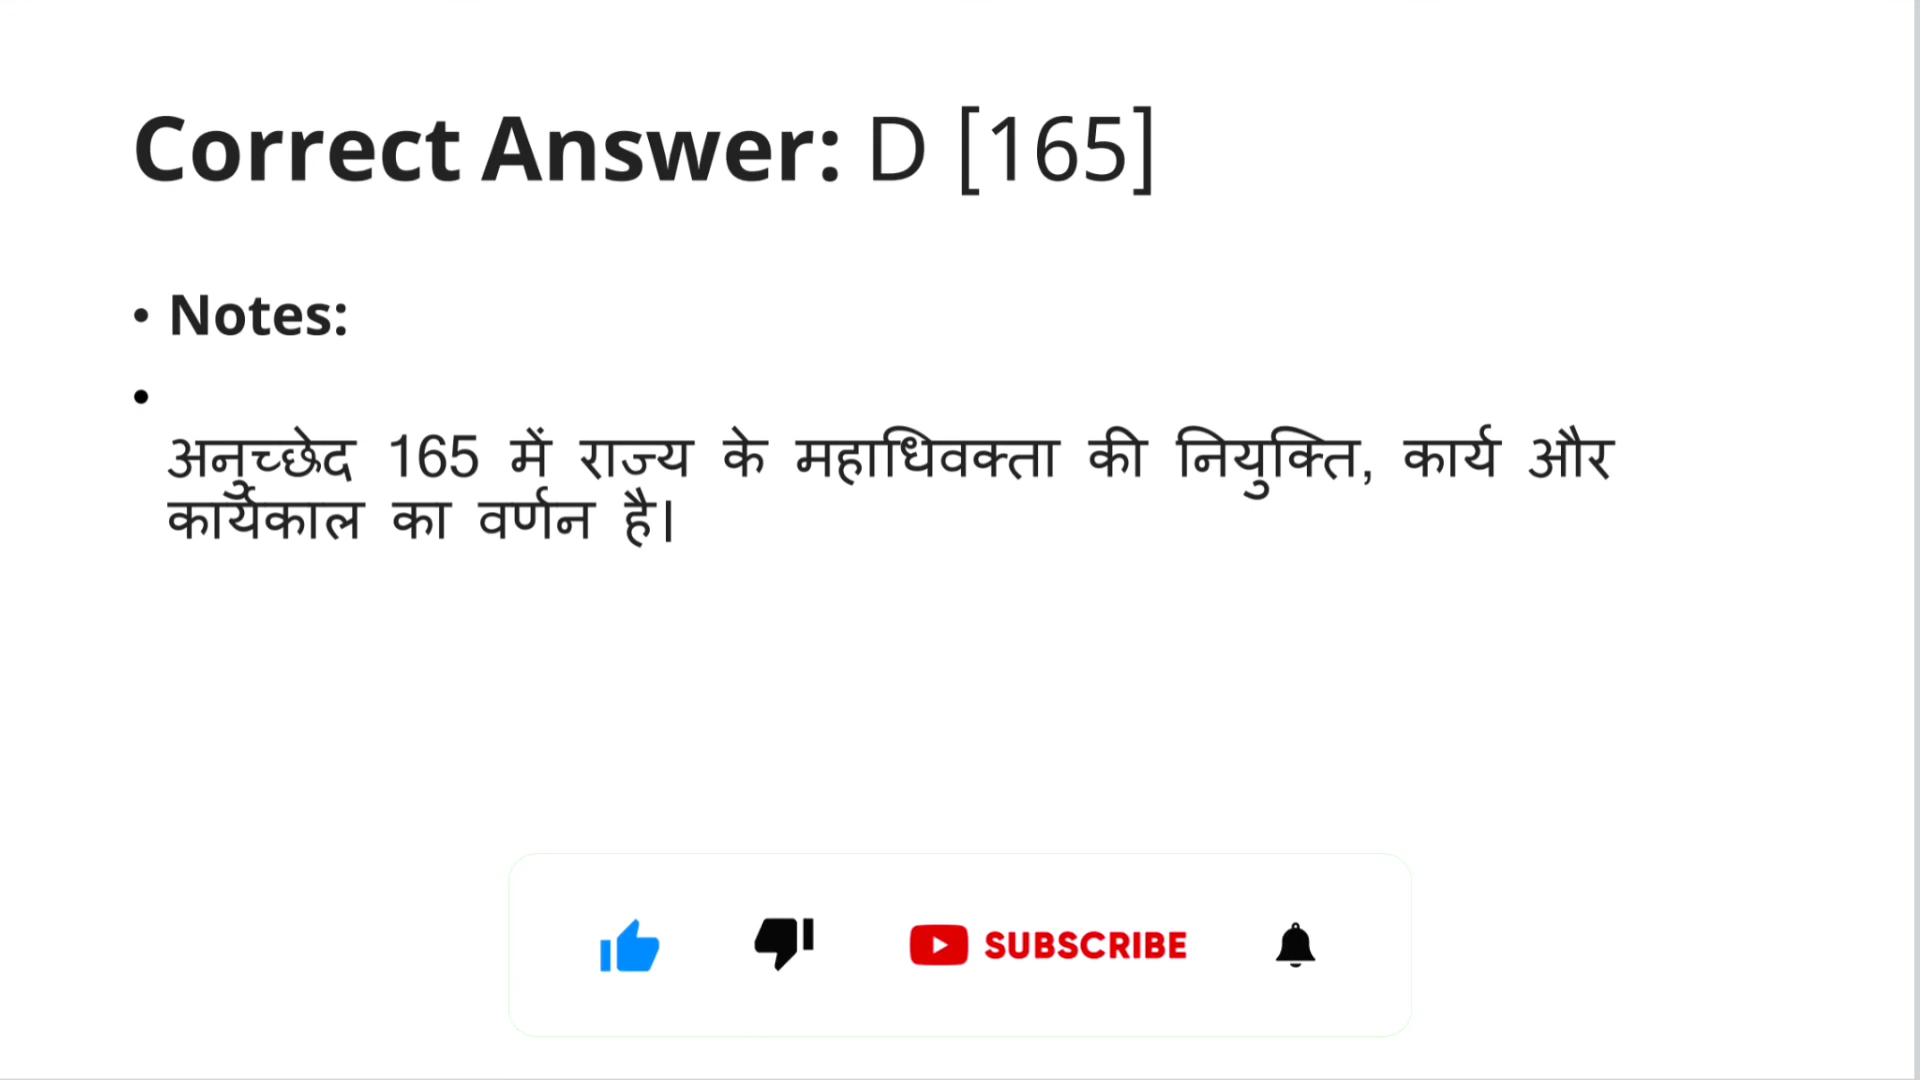 Correct Answer: D [165]
• Notes:
•
अनुच्छेद 165 में राज्य के महाधिवक्ता की नियुक्ति, कार्य और
कार्यकाल का वर्णन है।
SUBSCRIBE